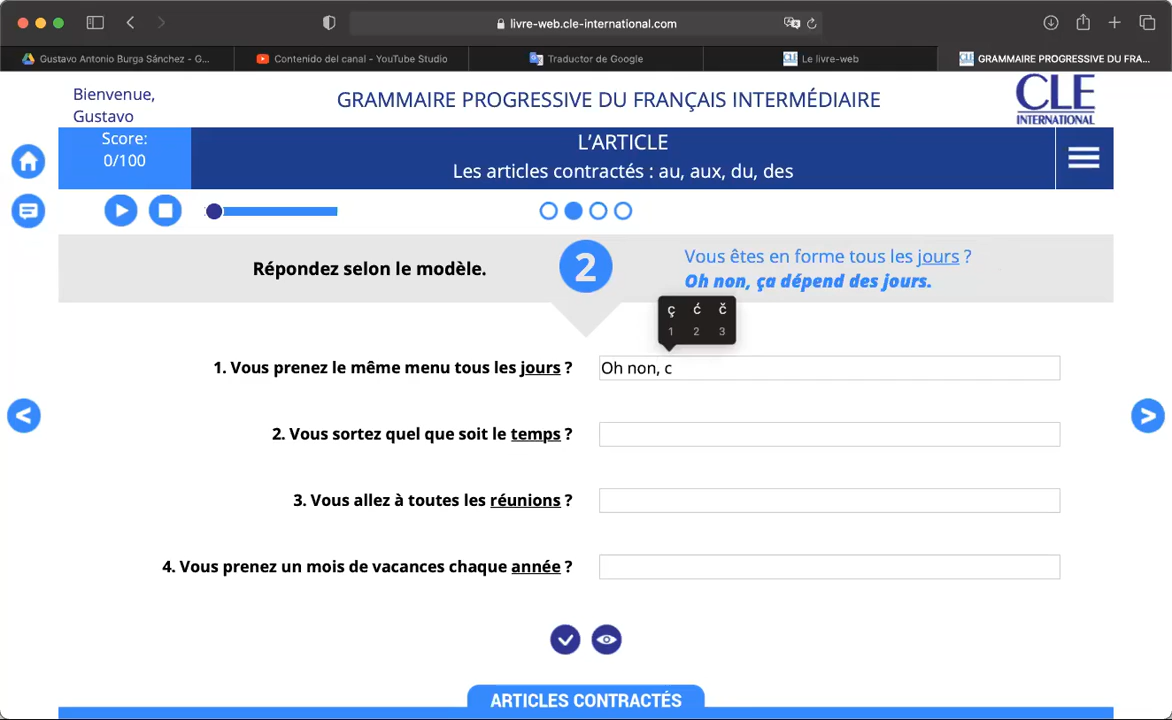 livre-web.cle-international.com
Gustavo Antonio Burga Sánchez - G...
Contenido del canal - YouTube Studio
Traductor de Google
Le livre-web
GRAMMAIRE PROGRESSIVE DU FRA...
Bienvenue,
Gustavo
GRAMMAIRE PROGRESSIVE DU FRANÇAIS INTERMÉDIAIRE
CLE
INTERNATIONAL
Score:
0/100
L'ARTICLE
Les articles contractés : au, aux, du, des
Répondez selon le modèle.
2
Vous êtes en forme tous les jours ?
Oh non, ça dépend des jours.
ç ć č
1 2 3
1. Vous prenez le même menu tous les jours ?
Oh non, c
2. Vous sortez quel que soit le temps ?
3. Vous allez à toutes les réunions ?
4. Vous prenez un mois de vacances chaque année ?
ARTICLES CONTRACTÉS